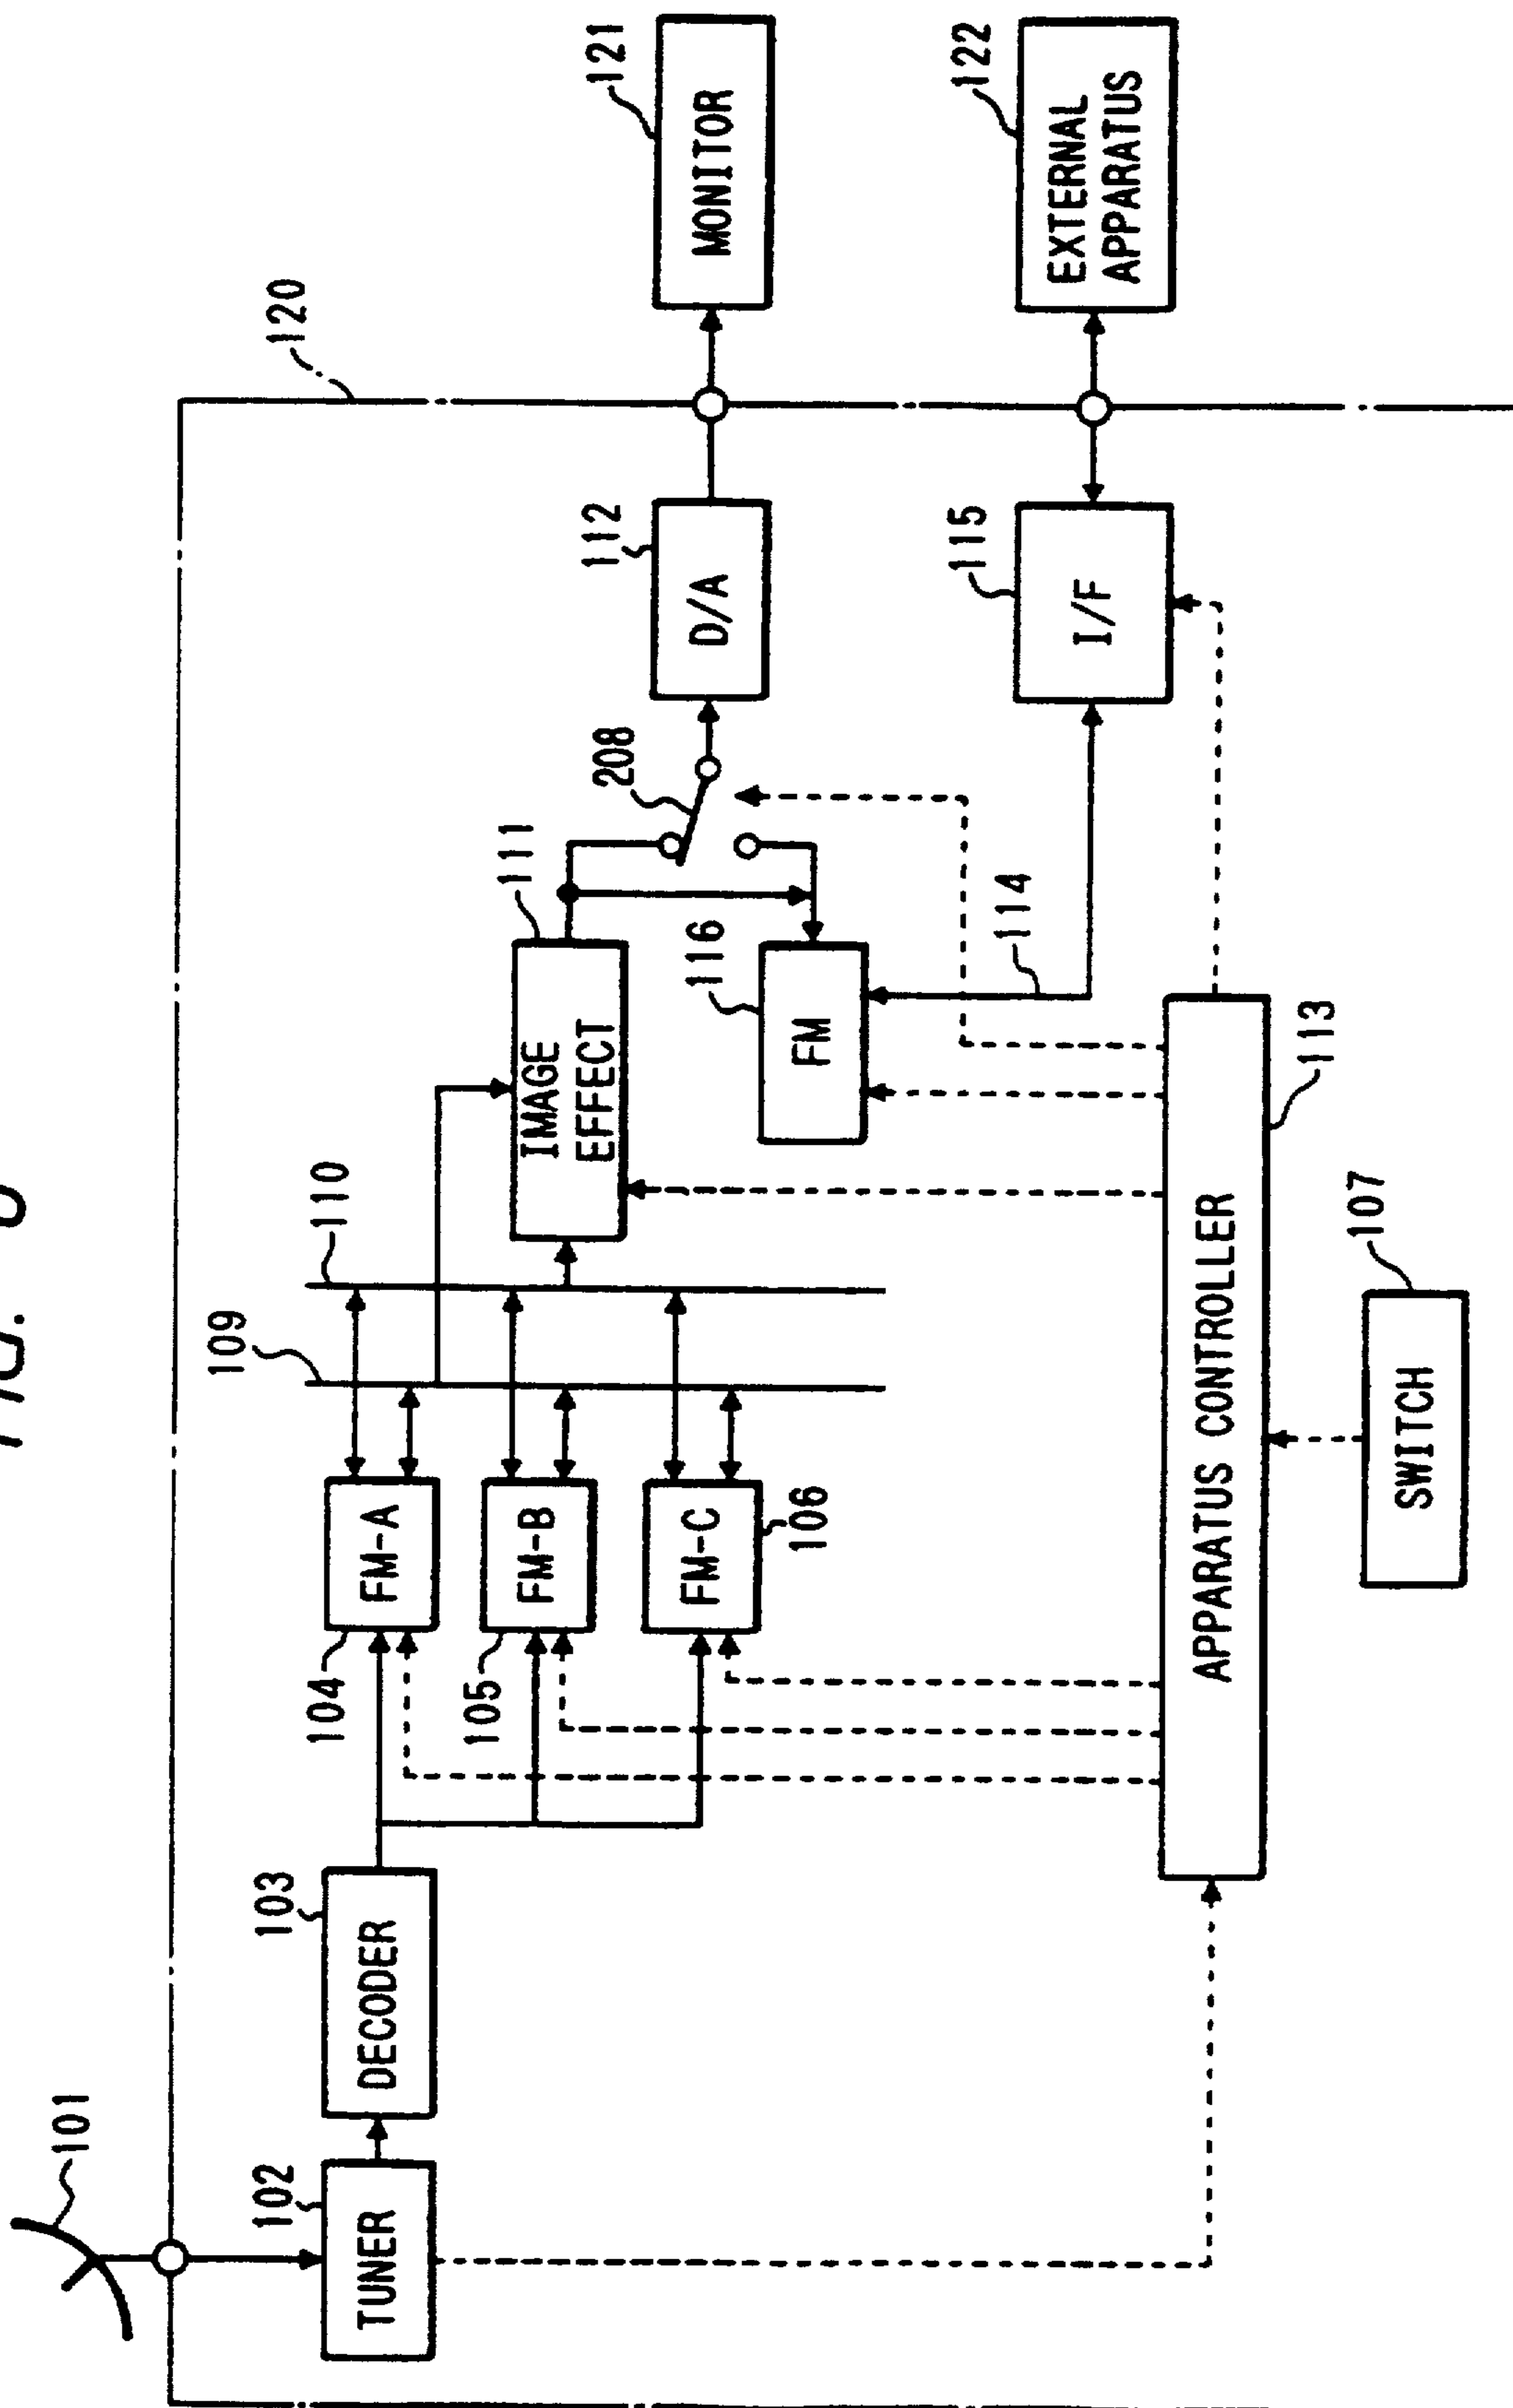 101
120
102
TUNER
103
DECODER
104
FM-A
105
FM-B
FM-C
106
109
110
111
IMAGE
EFFECT
116
FM
208
112
D/A
121
MONITOR
114
115
I/F
122
EXTERNAL
APPARATUS
APPARATUS CONTROLLER
113
SWITCH
107